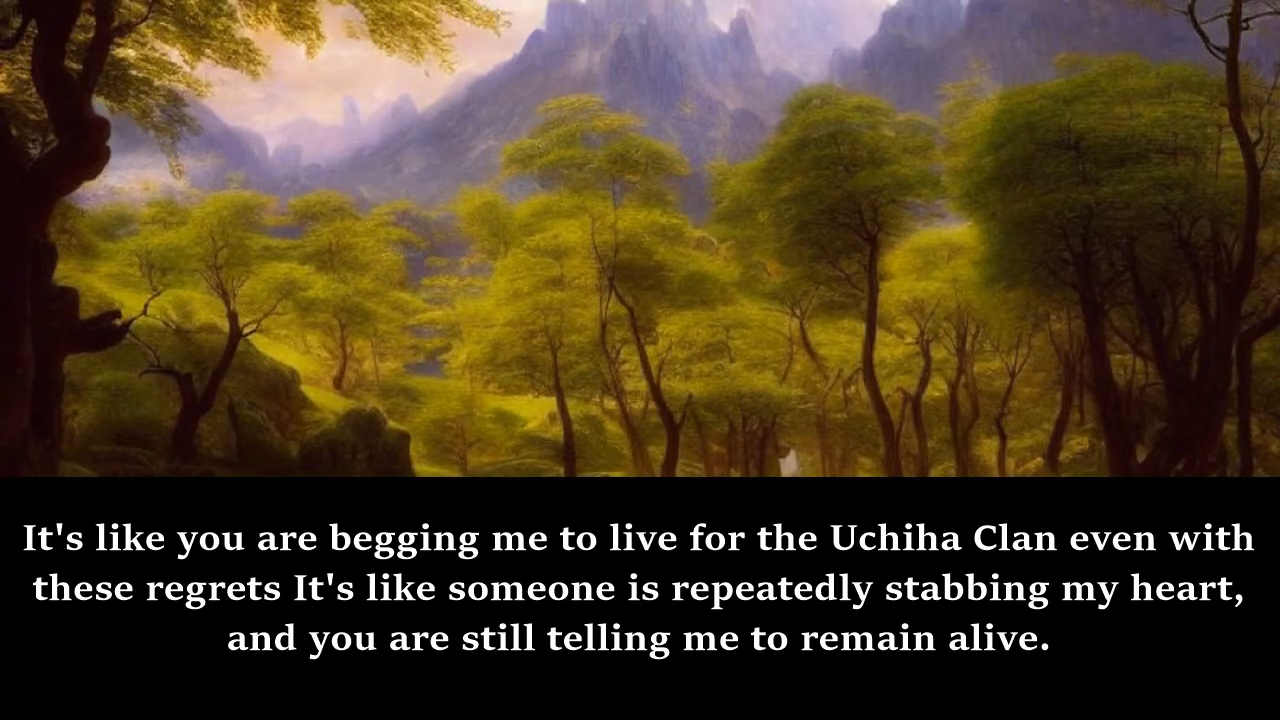 It's like you are begging me to live for the Uchiha Clan even with
these regrets It's like someone is repeatedly stabbing my heart,
and you are still telling me to remain alive.